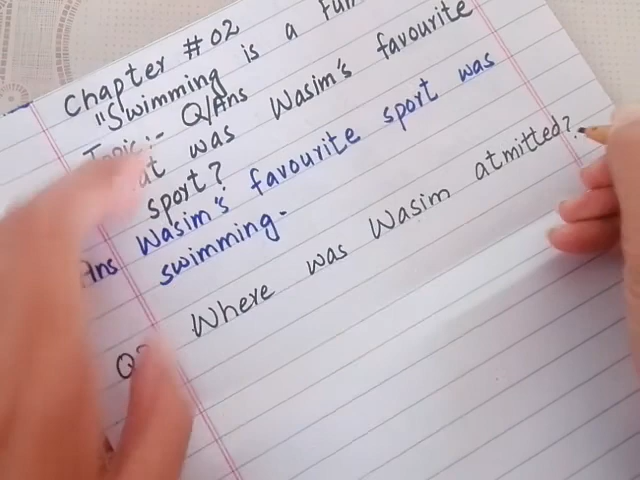 Chapter # 02
"Swimming is a Fun
Topic:- Q/Ans
was Wasim's favourite
sport?
Ans Wasim's favourite sport was
swimming.
Where was Wasim atmitted?